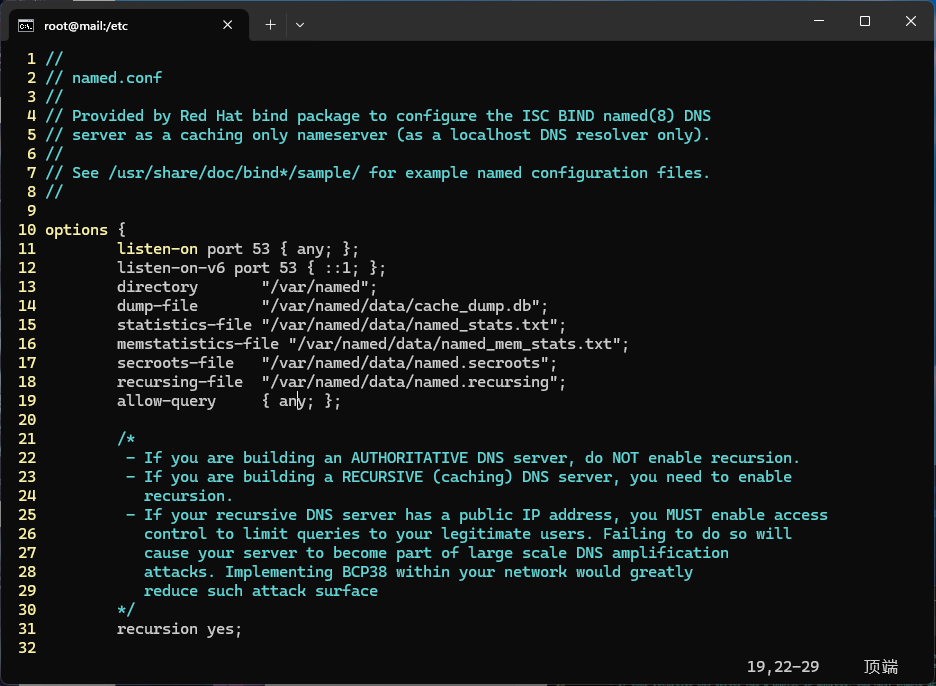 root@mail:/etc
1 //
2 // named.conf
3 //
4 // Provided by Red Hat bind package to configure the ISC BIND named(8) DNS
5 // server as a caching only nameserver (as a localhost DNS resolver only).
6 //
7 // See /usr/share/doc/bind*/sample/ for example named configuration files.
8 //
9
10 options {
11         listen-on port 53 { any; };
12         listen-on-v6 port 53 { ::1; };
13         directory       "/var/named";
14         dump-file       "/var/named/data/cache_dump.db";
15         statistics-file "/var/named/data/named_stats.txt";
16         memstatistics-file "/var/named/data/named_mem_stats.txt";
17         secroots-file   "/var/named/data/named.secroots";
18         recursing-file  "/var/named/data/named.recursing";
19         allow-query     { any; };
20
21         /*
22          - If you are building an AUTHORITATIVE DNS server, do NOT enable recursion.
23          - If you are building a RECURSIVE (caching) DNS server, you need to enable
24            recursion.
25          - If your recursive DNS server has a public IP address, you MUST enable access
26            control to limit queries to your legitimate users. Failing to do so will
27            cause your server to become part of large scale DNS amplification
28            attacks. Implementing BCP38 within your network would greatly
29            reduce such attack surface
30         */
31         recursion yes;
32
19,22-29 顶端